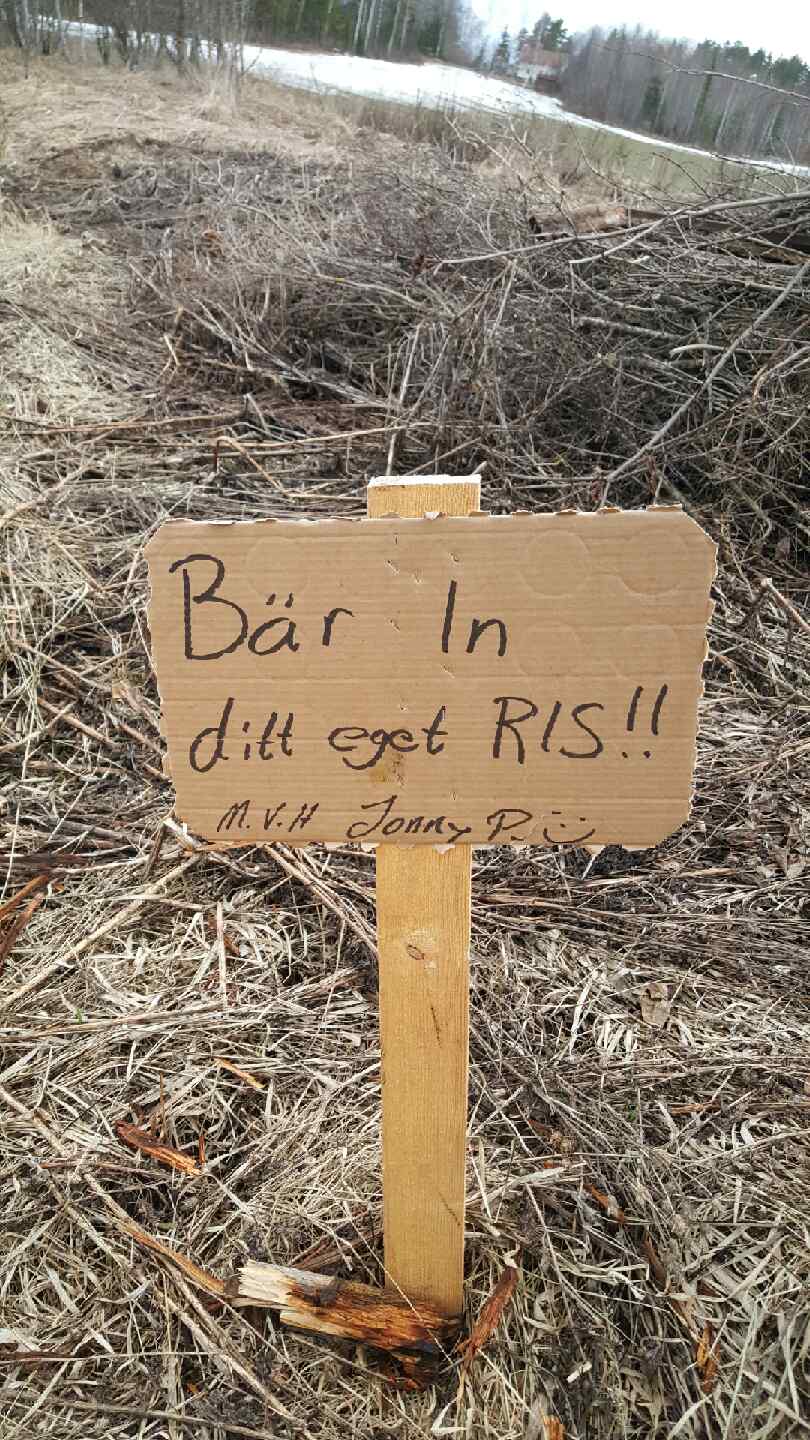 Bär In
ditt eget RIS!!
M.V.H Jonny P. :)